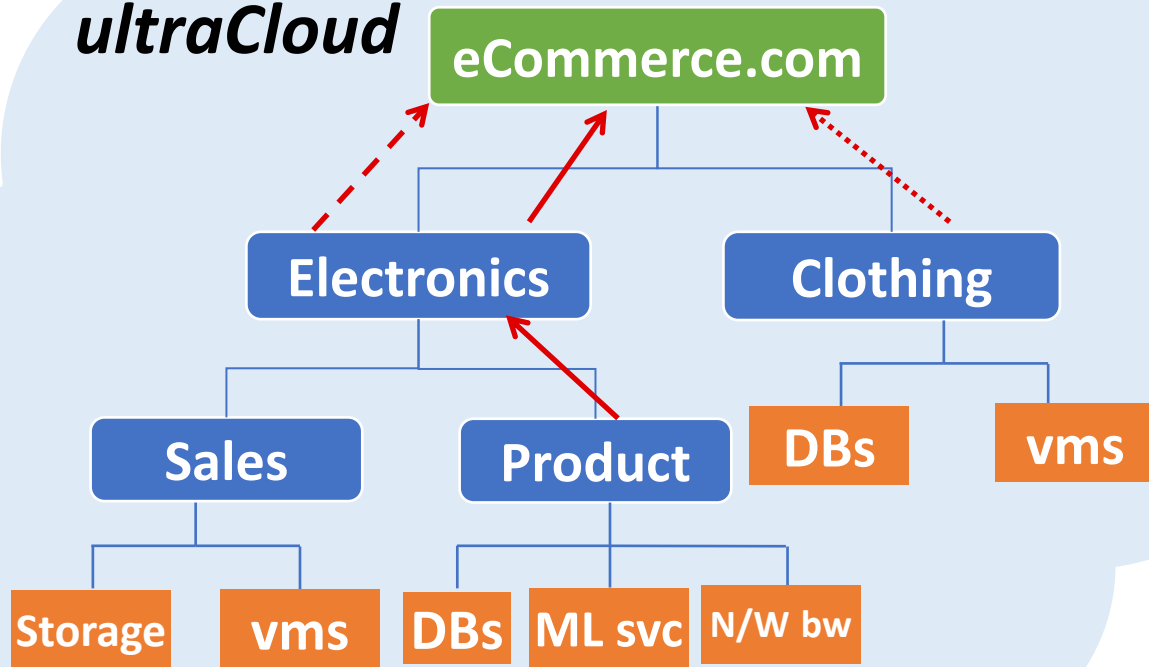 ultraCloud
eCommerce.com
Electronics
Clothing
Sales
Product
DBs
vms
Storage
vms
DBs
ML svc
N/W bw